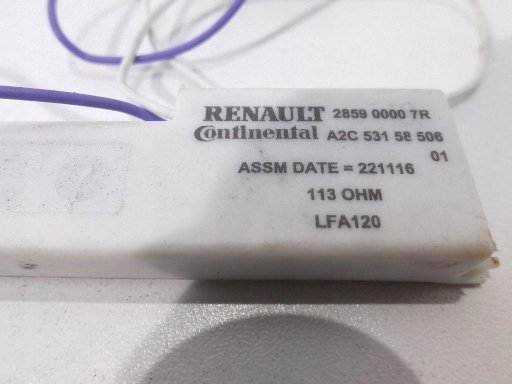 RENAULT 2859 0000 7R
Continental A2C 531 58 506
01
ASSM DATE = 221116
113 OHM
LFA120